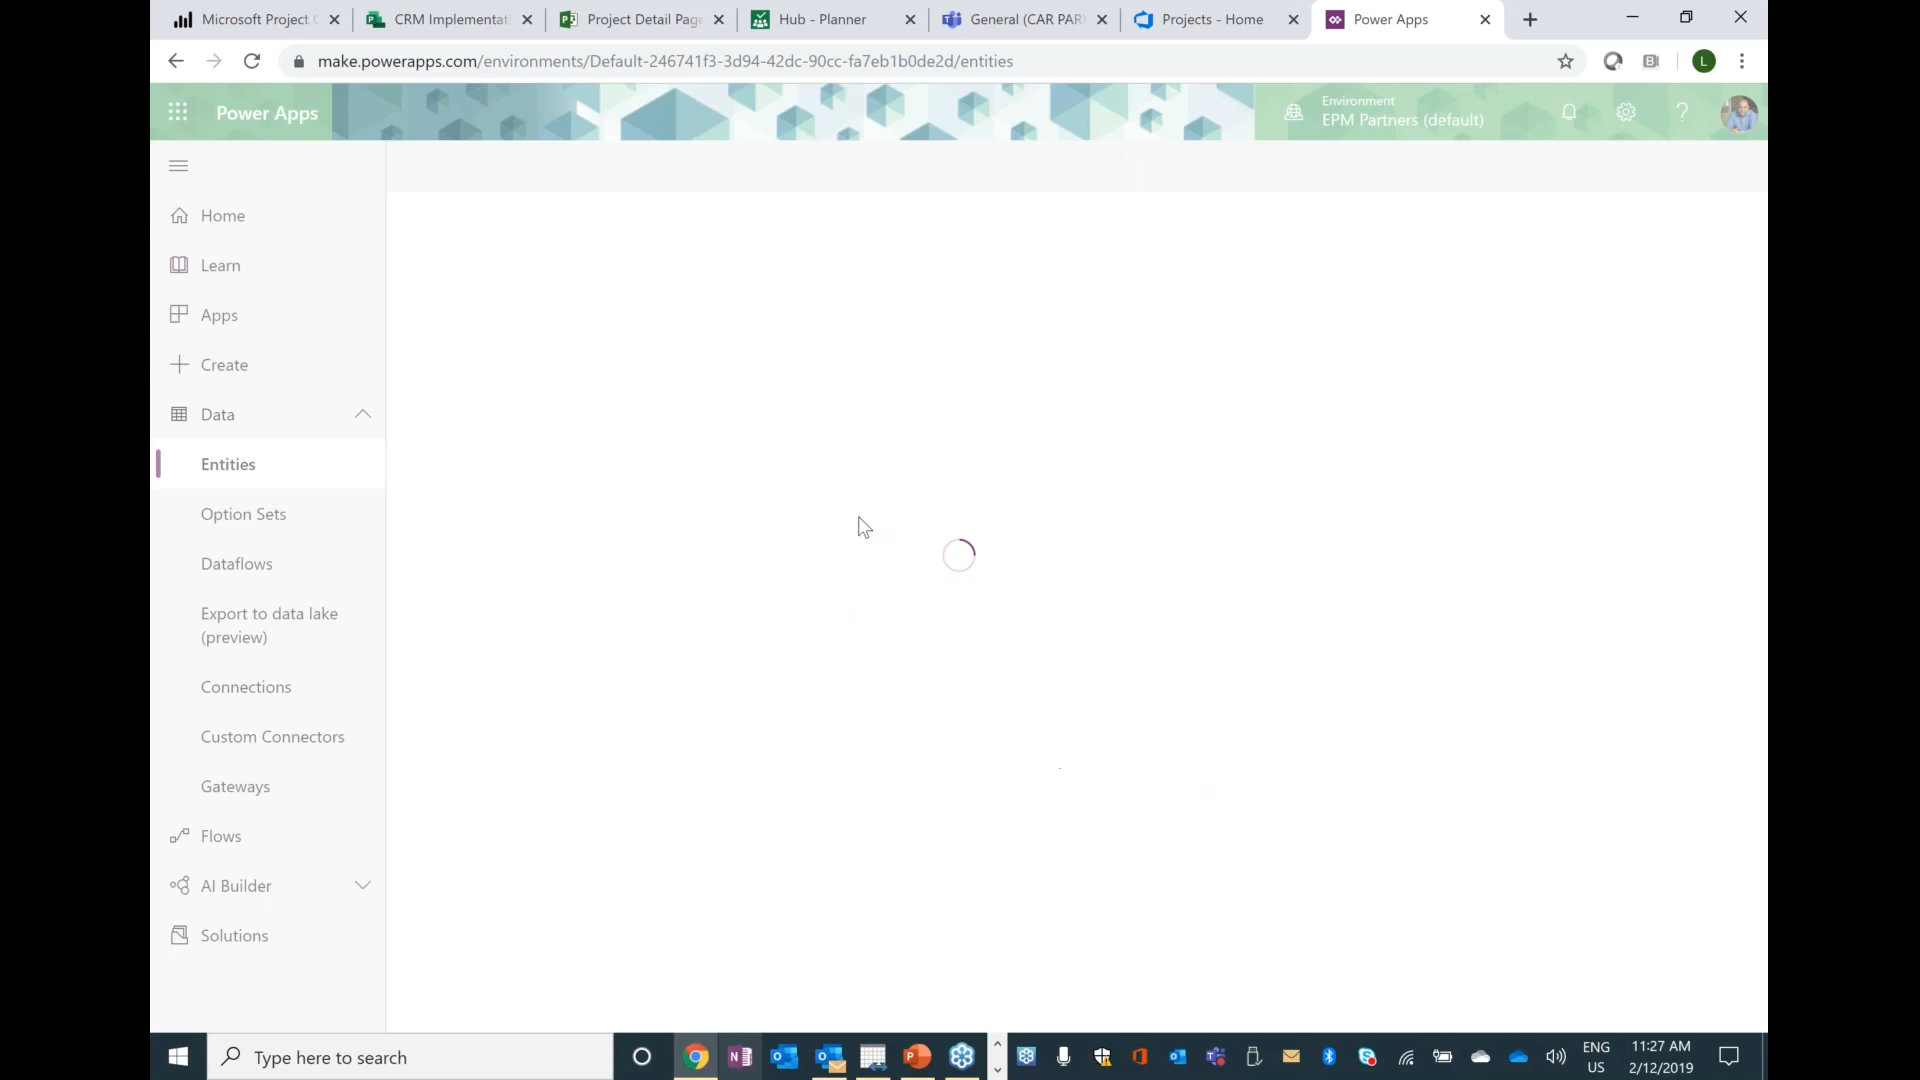 Microsoft Project
CRM Implementat
Project Detail Page
Hub - Planner
General (CAR PAR
Projects - Home
Power Apps
make.powerapps.com/environments/Default-246741f3-3d94-42dc-90cc-fa7eb1b0de2d/entities
L
Power Apps
Environment
EPM Partners (default)
Home
Learn
Apps
Create
Data
Entities
Option Sets
Dataflows
Export to data lake
(preview)
Connections
Custom Connectors
Gateways
Flows
AI Builder
Solutions
Type here to search
ENG
US
11:27 AM
2/12/2019